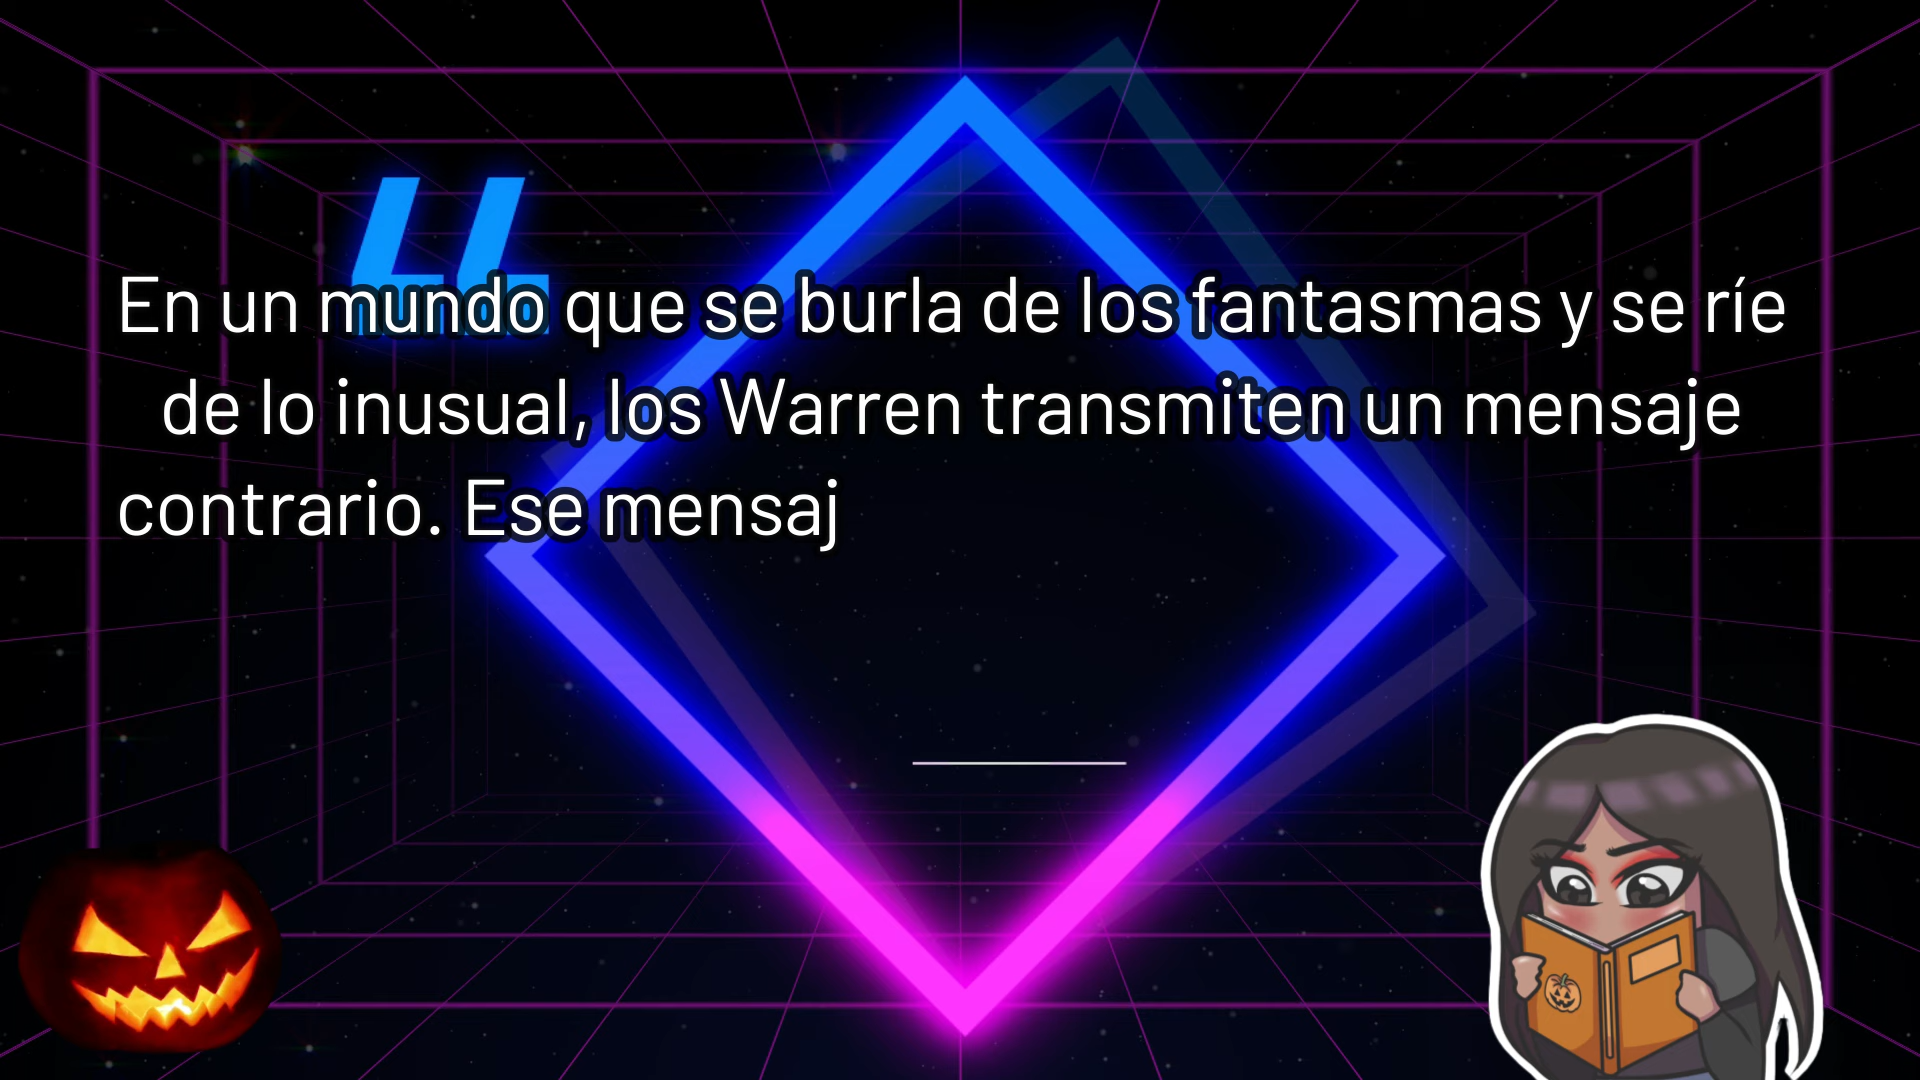 En un mundo que se burla de los fantasmas y se ríe
de lo inusual, los Warren transmiten un mensaje
contrario. Ese mensaj